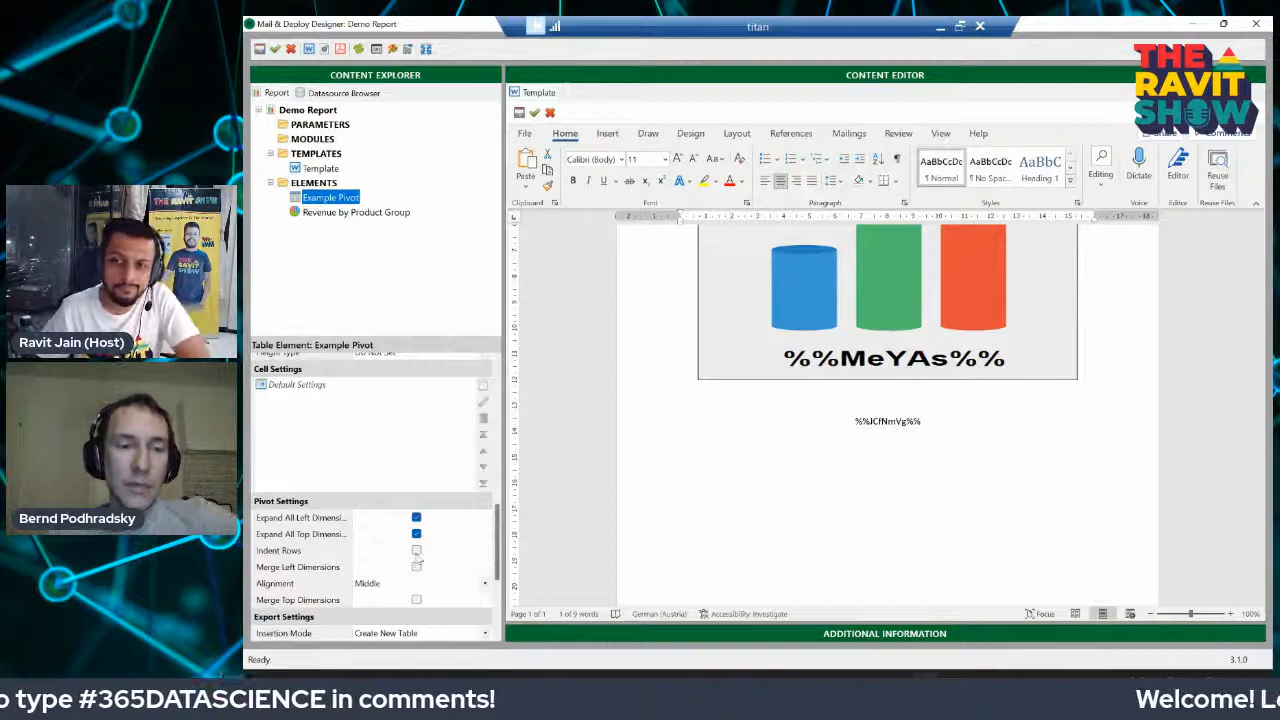 Mail & Deploy Designer: Demo Report
titan
THE
RAVIT
SHOW
CONTENT EXPLORER
CONTENT EDITOR
Report
Datasource Browser
Template
Demo Report
PARAMETERS
MODULES
TEMPLATES
Template
ELEMENTS
Example Pivot
Revenue by Product Group
File
Home
Insert
Draw
Design
Layout
References
Mailings
Review
View
Help
Paste
Calibri (Body)
11
AaBbCcDc
AaBbCcDc
AaBbC
¶ Normal
¶ No Spac...
Heading 1
Editing
Dictate
Editor
Reuse
Files
Clipboard
Font
Paragraph
Styles
Voice
Editor
Reuse Files
Ravit Jain (Host)
Bernd Podhradsky
Table Element: Example Pivot
Cell Settings
Default Settings
Pivot Settings
Expand All Left Dimensi...
Expand All Top Dimensi...
Indent Rows
Merge Left Dimensions
Alignment
Middle
Merge Top Dimensions
Export Settings
Insertion Mode
Create New Table
%%MeYAs%%
%%JCfNmVg%%
Page 1 of 1
1 of 9 words
German (Austria)
Accessibility: Investigate
Focus
100%
ADDITIONAL INFORMATION
Ready
3.1.0
o type #365DATASCIENCE in comments!
Welcome! L